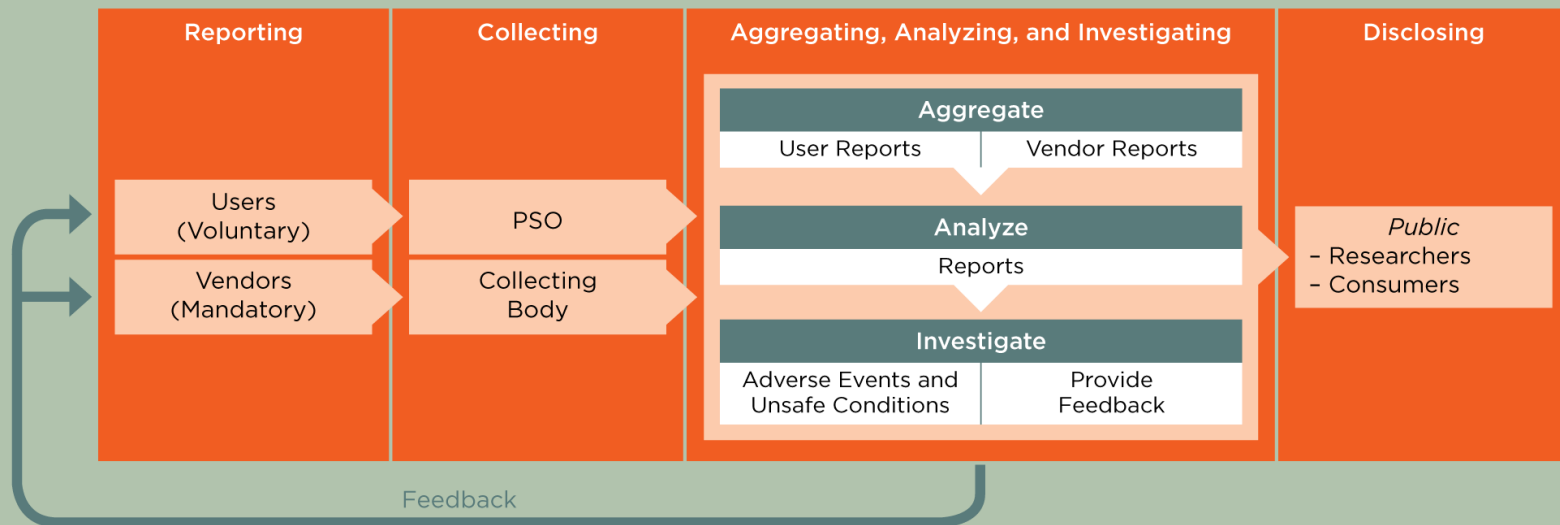 Reporting
Collecting
Aggregating, Analyzing, and Investigating
Disclosing
Users
(Voluntary)
Vendors
(Mandatory)
PSO
Collecting
Body
Aggregate
User Reports
Vendor Reports
Analyze
Reports
Investigate
Adverse Events and
Unsafe Conditions
Provide
Feedback
Public
– Researchers
– Consumers
Feedback